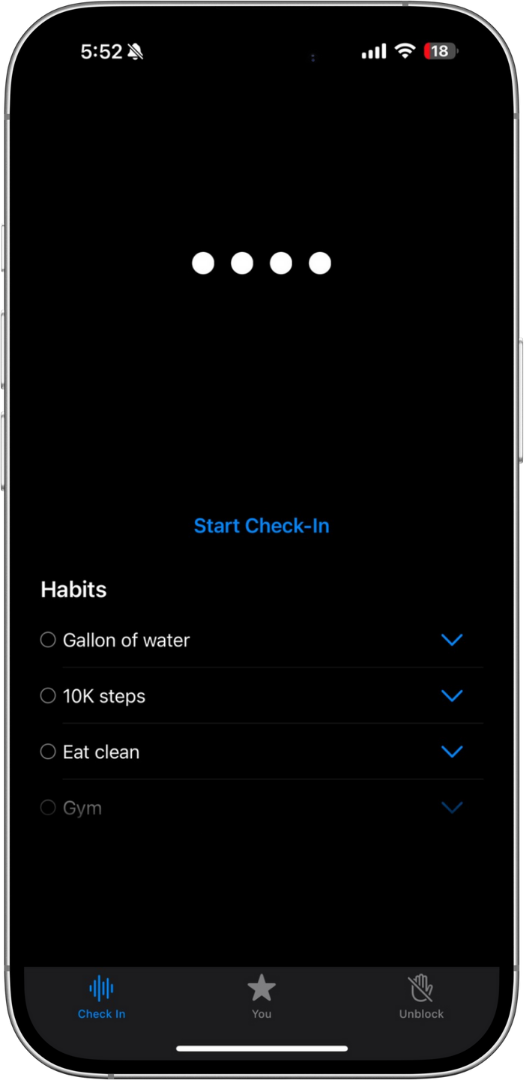 5:52
18
Start Check-In
Habits
Gallon of water
10K steps
Eat clean
Gym
Check In
You
Unblock